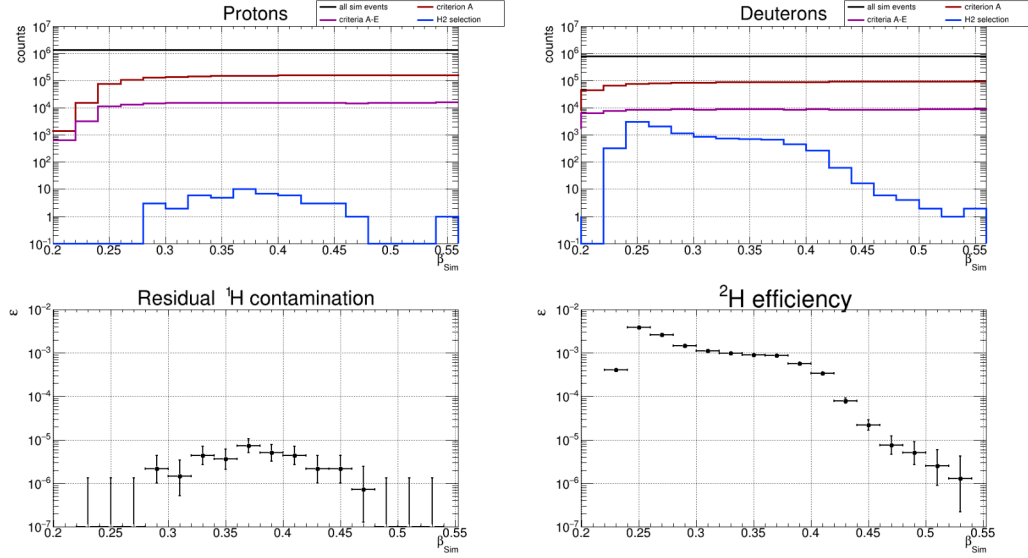 Protons
all sim events
criterion A
criteria A-E
H2 selection
counts
10^7
10^6
10^5
10^4
10^3
10^2
10
1
10^-1
0.2 0.25 0.3 0.35 0.4 0.45 0.5 0.55
β_Sim
Deuterons
all sim events
criterion A
criteria A-E
H2 selection
counts
10^7
10^6
10^5
10^4
10^3
10^2
10
1
10^-1
0.2 0.25 0.3 0.35 0.4 0.45 0.5 0.55
β_Sim
Residual ^1H contamination
ε
10^-2
10^-3
10^-4
10^-5
10^-6
10^-7
0.2 0.25 0.3 0.35 0.4 0.45 0.5 0.55
β_Sim
^2H efficiency
ε
10^-2
10^-3
10^-4
10^-5
10^-6
10^-7
0.2 0.25 0.3 0.35 0.4 0.45 0.5 0.55
β_Sim